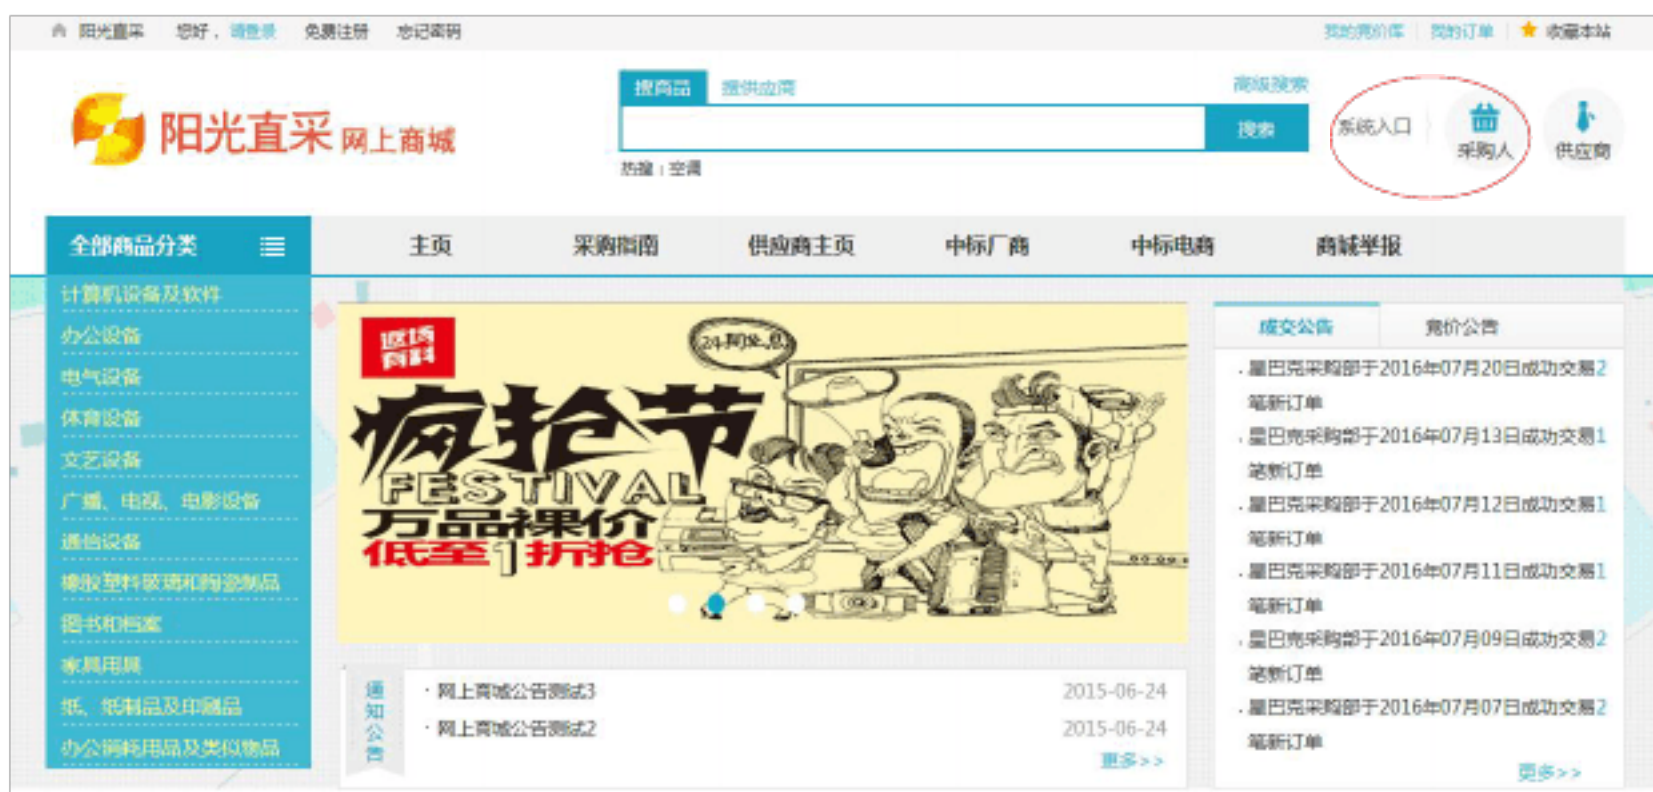 阳光直采 您好，请登录 免费注册 忘记密码 我的竞价库 我的订单 收藏本站
搜商品 搜供应商 高级搜索
阳光直采 网上商城 搜索 系统入口 采购人 供应商
热搜：空调
全部商品分类 主页 采购指南 供应商主页 中标厂商 中标电商 商城举报
计算机设备及软件
办公设备
电气设备
体育设备
文艺设备
广播、电视、电影设备
通信设备
橡胶塑料玻璃和陶瓷制品
图书和档案
家具用具
纸、纸制品及印刷品
办公消耗用品及类似物品
返场
疯抢节
FESTIVAL
万品裸价
低至1折抢
通知公告
·网上商城公告测试3 2015-06-24
·网上商城公告测试2 2015-06-24
更多>>
成交公告 竞价公告
·星巴克采购部于2016年07月20日成功交易2
笔新订单
·星巴克采购部于2016年07月13日成功交易1
笔新订单
·星巴克采购部于2016年07月12日成功交易1
笔新订单
·星巴克采购部于2016年07月11日成功交易1
笔新订单
·星巴克采购部于2016年07月09日成功交易2
笔新订单
·星巴克采购部于2016年07月07日成功交易2
笔新订单
更多>>